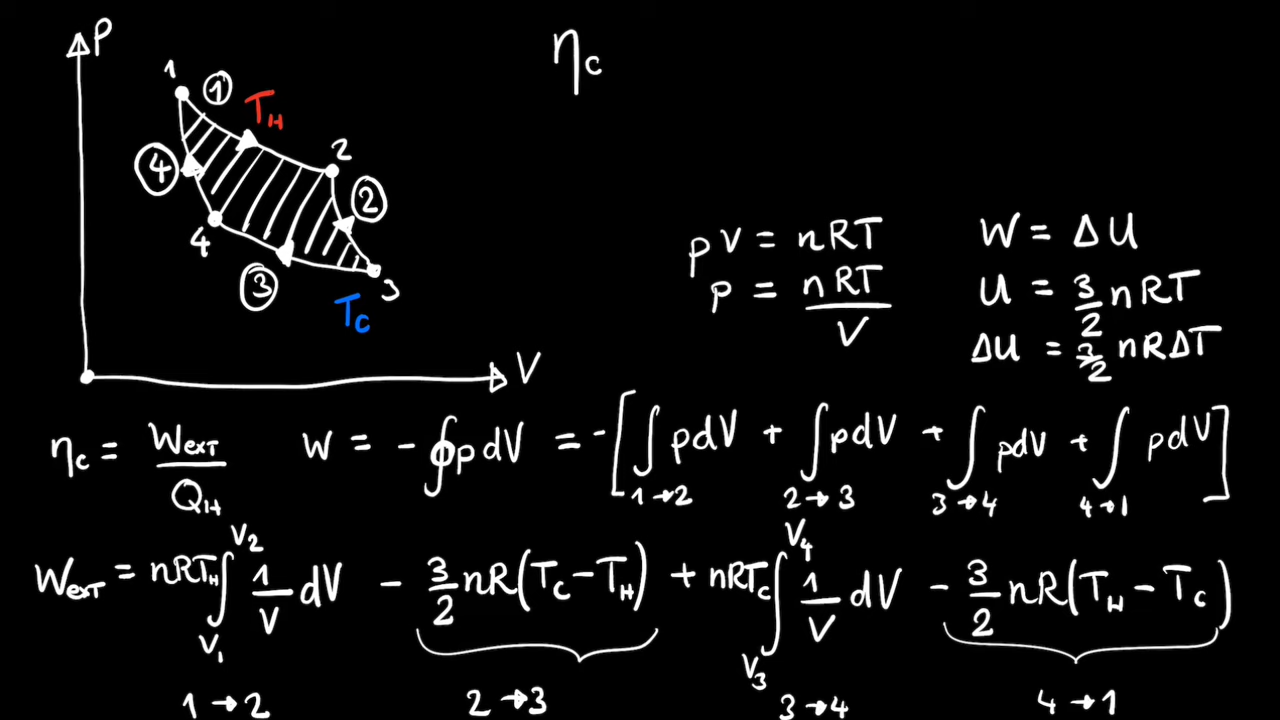 P
η_c
1 ① T_H
2
④ ②
4
③ 3
T_C
V
pV = nRT
p = nRT / V
W = ΔU
U = 3/2 nRT
ΔU = 3/2 nRΔT
η_c = W_EXT / Q_H
W = - ∮ p dV = - [ ∫_{1→2} p dV + ∫_{2→3} p dV + ∫_{3→4} p dV + ∫_{4→1} p dV ]
W_EXT = nRT_H ∫_{V_1}^{V_2} 1/V dV - 3/2 nR(T_C - T_H) + nRT_C ∫_{V_3}^{V_4} 1/V dV - 3/2 nR(T_H - T_C)
1→2 2→3 3→4 4→1